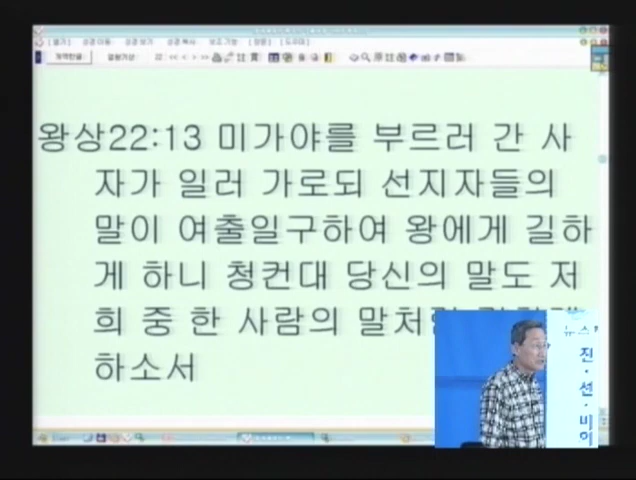 왕상22:13 미가야를 부르러 간 사
자가 일러 가로되 선지자들의
말이 여출일구하여 왕에게 길하
게 하니 청컨대 당신의 말도 저
희 중 한 사람의 말처럼
하소서
진·선·비